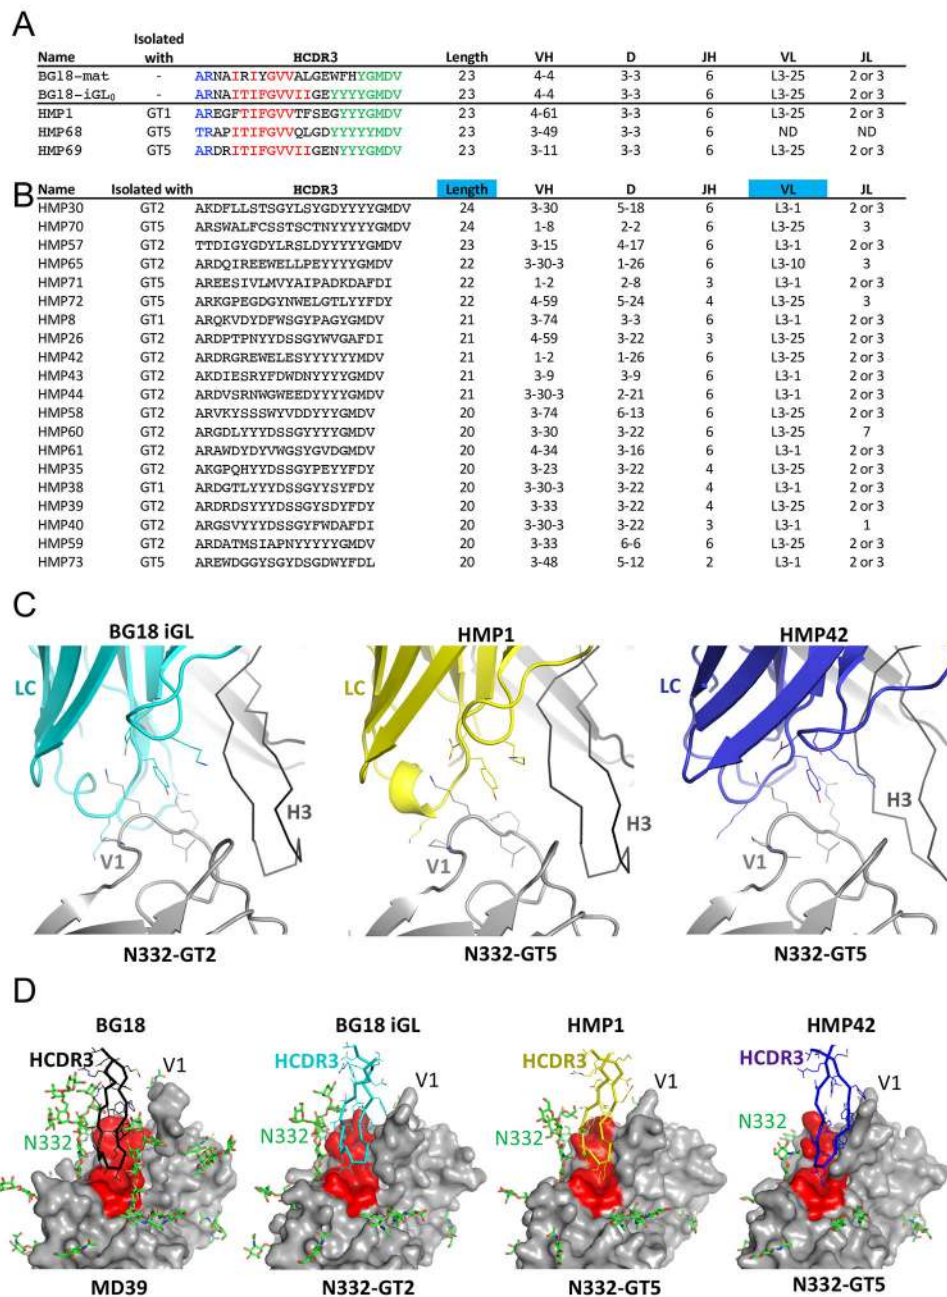 A
Name Isolated with HCDR3 Length VH D JH VL JL
BG18-mat - ARNAIRIYGVVALGEWFHYGMDV 23 4-4 3-3 6 L3-25 2 or 3
BG18-iGL₀ - ARNAITIFGVVIIGEYYYYGMDV 23 4-4 3-3 6 L3-25 2 or 3
HMP1 GT1 AREGFTIFGVVTFSEGYYYGMDV 23 4-61 3-3 6 L3-25 2 or 3
HMP68 GT5 TRAPITIFGVVQLGDYYYYYMDV 23 3-49 3-3 6 ND ND
HMP69 GT5 ARDRITIFGVVIIGENYYYGMDV 23 3-11 3-3 6 L3-25 2 or 3
B
Name Isolated with HCDR3 Length VH D JH VL JL
HMP30 GT2 AKDFLLSTSGYLSYGDYYYYGMDV 24 3-30 5-18 6 L3-1 2 or 3
HMP70 GT5 ARSWALFCSSTSCTNYYYYGMDV 24 1-8 2-2 6 L3-25 3
HMP57 GT2 TTDIGYGDYLRSLDYYYYYGMDV 23 3-15 4-17 6 L3-1 2 or 3
HMP65 GT2 ARDQIREEWELLPEYYYYGMDV 22 3-30-3 1-26 6 L3-10 3
HMP71 GT5 AREESIVLMVYAIPADKDAFDI 22 1-2 2-8 3 L3-1 2 or 3
HMP72 GT5 ARKGPEGDGYNWELGTLYYFDY 22 4-59 5-24 4 L3-25 3
HMP8 GT1 ARQKVDYDFWSGYPAGYGMDV 21 3-74 3-3 6 L3-1 2 or 3
HMP26 GT2 ARDPTPNYYDSSGYWVGAFDI 21 4-59 3-22 3 L3-25 2 or 3
HMP42 GT2 ARDRGREWELESYYYYYYMDV 21 1-2 1-26 6 L3-1 2 or 3
HMP43 GT2 AKDIESRYFDWDNYYYYGMDV 21 3-9 3-9 6 L3-1 2 or 3
HMP44 GT2 ARDVSRNWGWEEDYYYYGMDV 21 3-30-3 2-21 6 L3-1 2 or 3
HMP58 GT2 ARVKYSSSWYVDDYYYGMDV 20 3-74 6-13 6 L3-25 2 or 3
HMP60 GT2 ARGDLYYYDSSGYYYYGMDV 20 3-30 3-22 6 L3-25 7
HMP61 GT2 ARAWDYDYVWGSYGVDGMDV 20 4-34 3-16 6 L3-1 2 or 3
HMP35 GT2 AKGPQHYYDSSGYPEYYFDY 20 3-23 3-22 4 L3-25 2 or 3
HMP38 GT1 ARDGTLYYYDSSGYYSYFDY 20 3-30-3 3-22 4 L3-1 2 or 3
HMP39 GT2 ARDRDSYYYDSSGYSYYFDY 20 3-33 3-22 4 L3-25 2 or 3
HMP40 GT2 ARGSVYYYDSSGYFWDAFDI 20 3-30-3 3-22 3 L3-1 1
HMP59 GT2 ARDATMSIAPNYYYYYGMDV 20 3-33 6-6 6 L3-25 2 or 3
HMP73 GT5 AREWDGGYSGYDSGDWYFDL 20 3-48 5-12 2 L3-1 2 or 3
C
BG18 iGL HMP1 HMP42
LC LC LC
H3 H3 H3
V1 V1 V1
N332-GT2 N332-GT5 N332-GT5
D
BG18 BG18 iGL HMP1 HMP42
HCDR3 V1 HCDR3 V1 HCDR3 V1 HCDR3 V1
N332 N332 N332 N332
MD39 N332-GT2 N332-GT5 N332-GT5